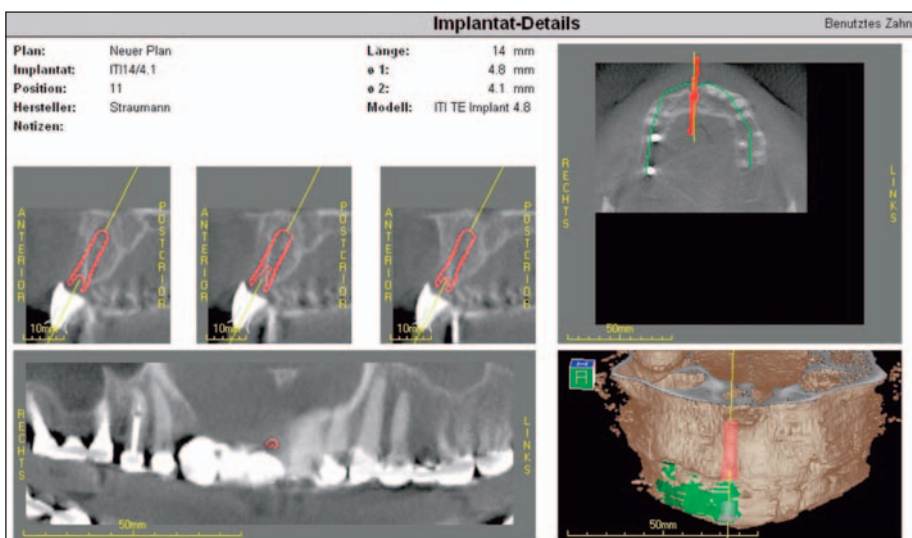 Implantat-Details
Benutztes Zahn
Plan: Neuer Plan
Implantat: ITI14/4.1
Position: 11
Hersteller: Straumann
Notizen:
Länge: 14 mm
ø 1: 4.8 mm
ø 2: 4.1 mm
Modell: ITI TE Implant 4.8
RECHTS
LINKS
50mm
ANTERIOR
POSTERIOR
10mm
ANTERIOR
POSTERIOR
10mm
ANTERIOR
POSTERIOR
10mm
RECHTS
LINKS
50mm
A
50mm